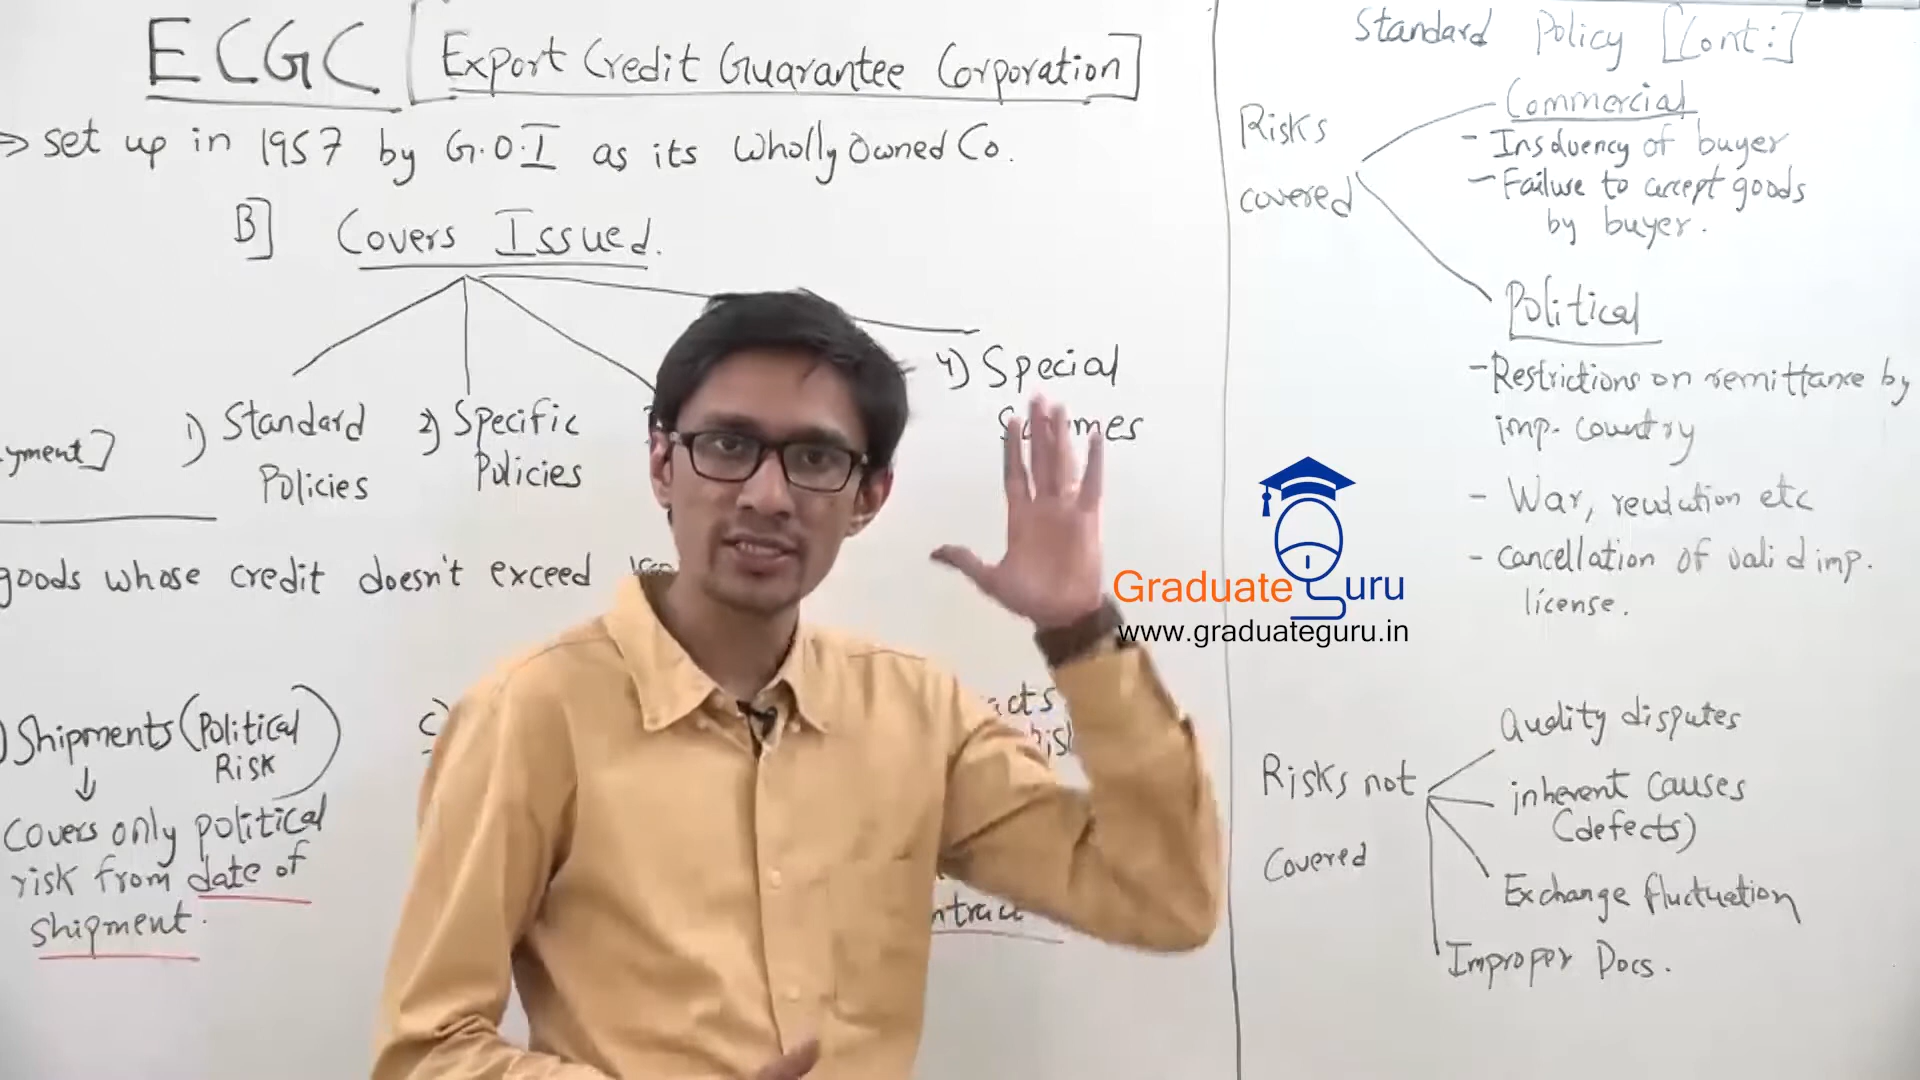 ECGC [Export Credit Guarantee Corporation]
⇒ set up in 1957 by G.O.I as its Wholly Owned Co.
B] Covers Issued.
yment]
1) Standard
Policies
2) Specific
Policies
4) Special
goods whose credit doesn't exceed
) Shipments (Political
Risk
↓
Covers only political
risk from date of
shipment.
C)
acts
ntract
Standard Policy [Cont:]
Risks
covered
Commercial
- Insolvency of buyer
- Failure to accept goods
by buyer.
Political
- Restrictions on remittance by
imp. country
- War, revolution etc
- cancellation of valid imp.
license.
Graduate Guru
www.graduateguru.in
Risks not
Covered
Quality disputes
inherent causes
(defects)
Exchange fluctuation
Improper Docs.